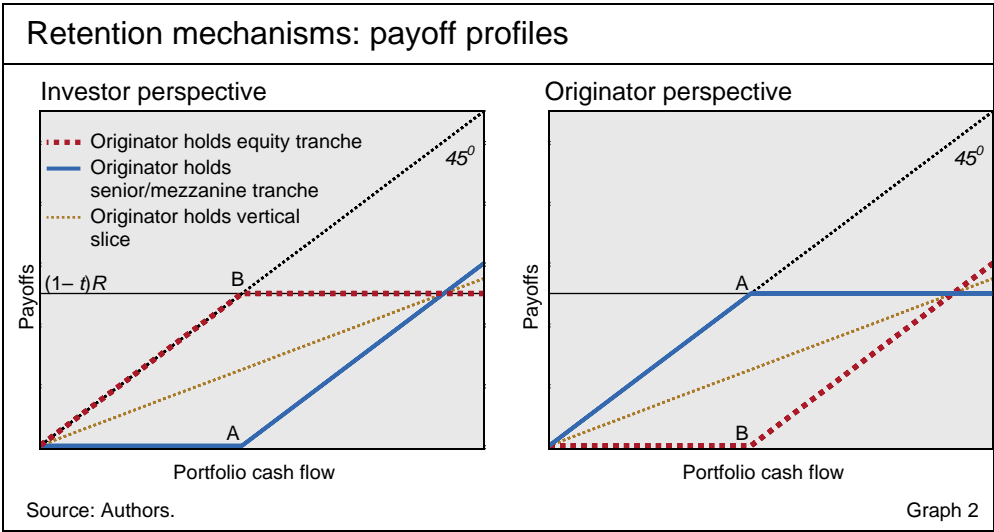 Retention mechanisms: payoff profiles
Investor perspective
Originator holds equity tranche
Originator holds
senior/mezzanine tranche
Originator holds vertical
slice
45⁰
(1– t)R
B
A
Payoffs
Portfolio cash flow
Originator perspective
45⁰
A
B
Payoffs
Portfolio cash flow
Source: Authors.
Graph 2